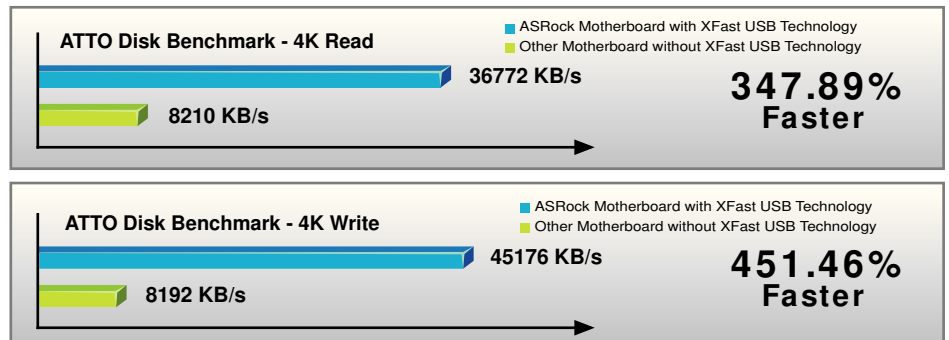 ATTO Disk Benchmark - 4K Read
ASRock Motherboard with XFast USB Technology
Other Motherboard without XFast USB Technology
36772 KB/s
8210 KB/s
347.89%
Faster
ATTO Disk Benchmark - 4K Write
ASRock Motherboard with XFast USB Technology
Other Motherboard without XFast USB Technology
45176 KB/s
8192 KB/s
451.46%
Faster